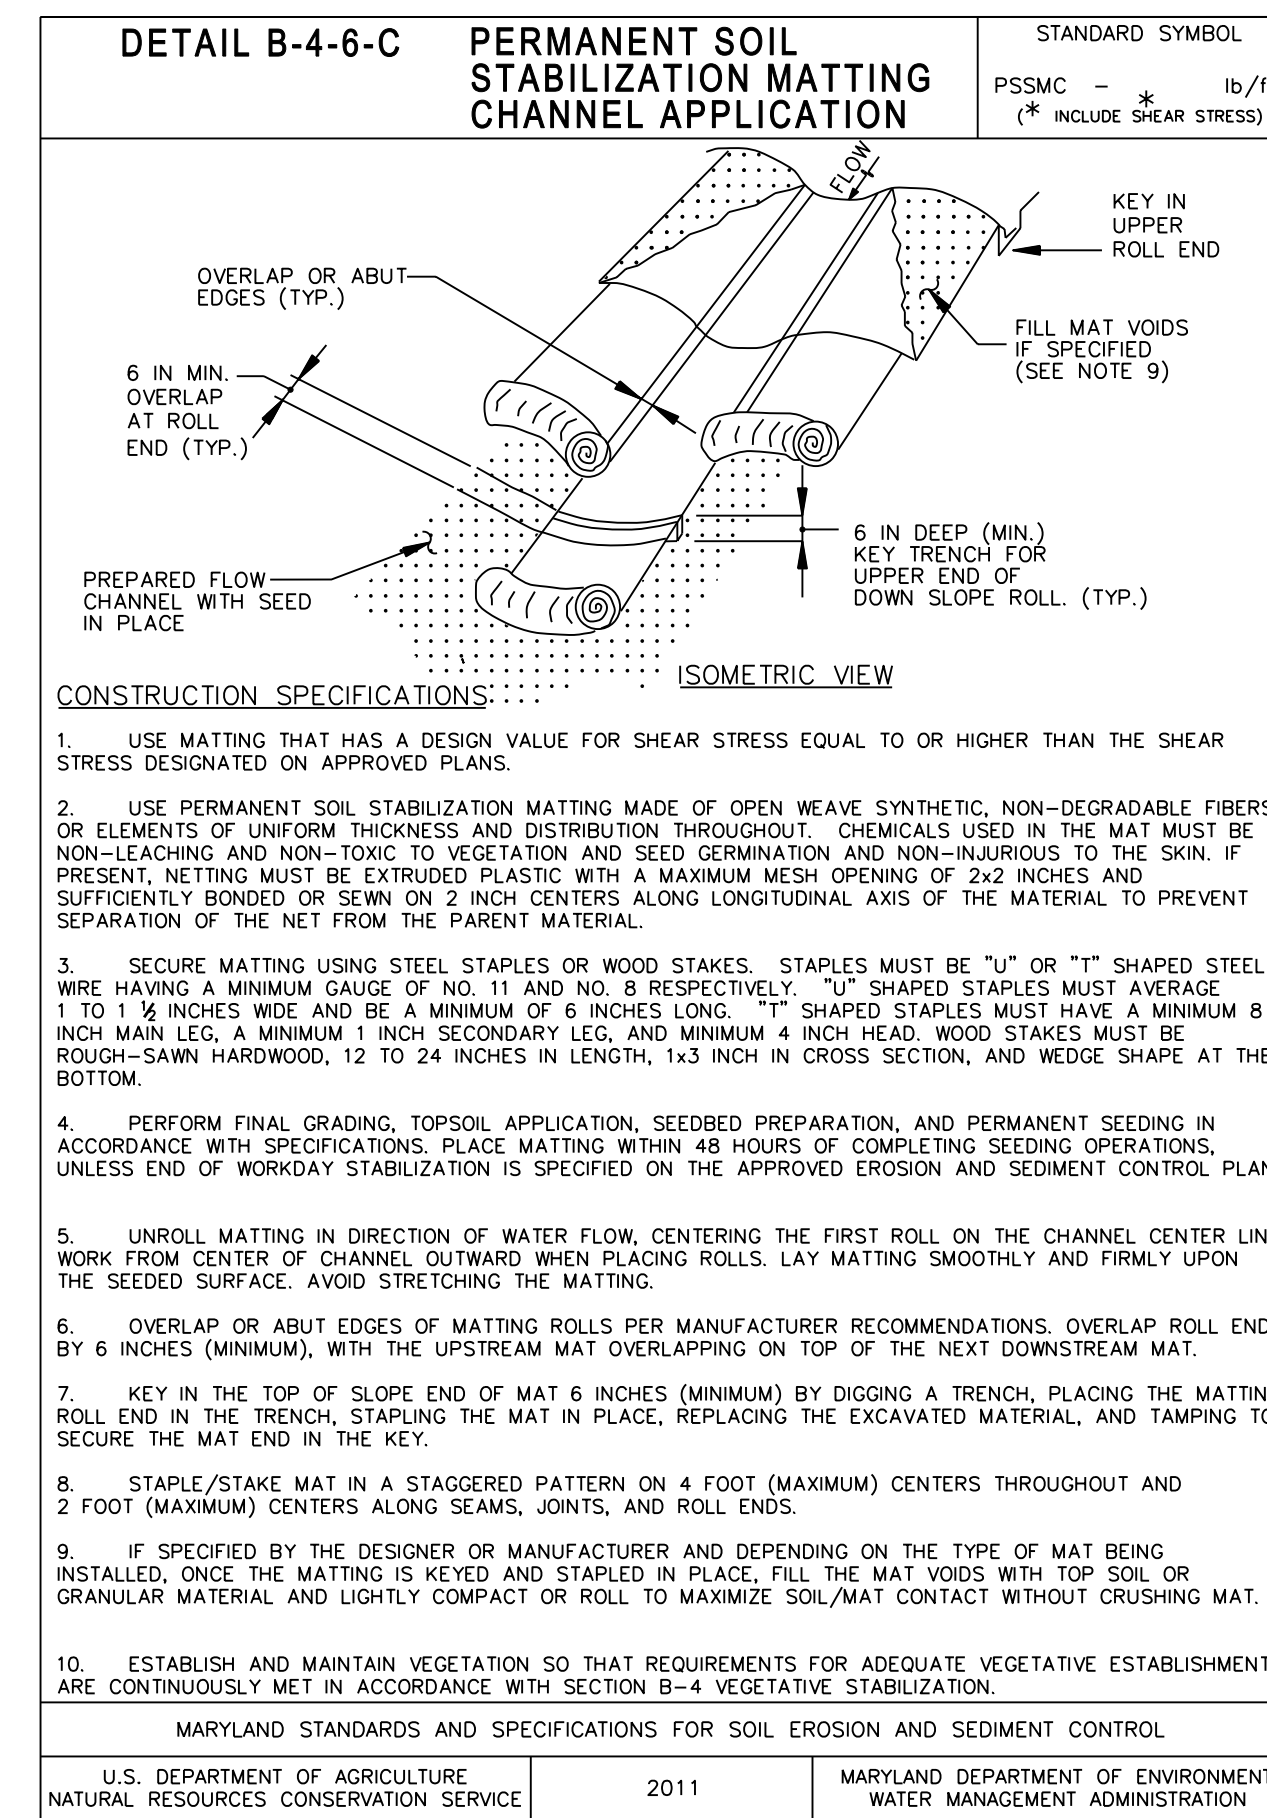 DETAIL B-4-6-C
PERMANENT SOIL
STABILIZATION MATTING
CHANNEL APPLICATION
STANDARD SYMBOL
PSSMC - * lb/f
(* INCLUDE SHEAR STRESS)
FLOW
KEY IN
UPPER
ROLL END
OVERLAP OR ABUT
EDGES (TYP.)
FILL MAT VOIDS
IF SPECIFIED
(SEE NOTE 9)
6 IN MIN.
OVERLAP
AT ROLL
END (TYP.)
6 IN DEEP (MIN.)
KEY TRENCH FOR
UPPER END OF
DOWN SLOPE ROLL. (TYP.)
PREPARED FLOW
CHANNEL WITH SEED
IN PLACE
ISOMETRIC VIEW
CONSTRUCTION SPECIFICATIONS
1. USE MATTING THAT HAS A DESIGN VALUE FOR SHEAR STRESS EQUAL TO OR HIGHER THAN THE SHEAR
STRESS DESIGNATED ON APPROVED PLANS.
2. USE PERMANENT SOIL STABILIZATION MATTING MADE OF OPEN WEAVE SYNTHETIC, NON-DEGRADABLE FIBERS
OR ELEMENTS OF UNIFORM THICKNESS AND DISTRIBUTION THROUGHOUT. CHEMICALS USED IN THE MAT MUST BE
NON-LEACHING AND NON-TOXIC TO VEGETATION AND SEED GERMINATION AND NON-INJURIOUS TO THE SKIN. IF
PRESENT, NETTING MUST BE EXTRUDED PLASTIC WITH A MAXIMUM MESH OPENING OF 2x2 INCHES AND
SUFFICIENTLY BONDED OR SEWN ON 2 INCH CENTERS ALONG LONGITUDINAL AXIS OF THE MATERIAL TO PREVENT
SEPARATION OF THE NET FROM THE PARENT MATERIAL.
3. SECURE MATTING USING STEEL STAPLES OR WOOD STAKES. STAPLES MUST BE "U" OR "T" SHAPED STEEL
WIRE HAVING A MINIMUM GAUGE OF NO. 11 AND NO. 8 RESPECTIVELY. "U" SHAPED STAPLES MUST AVERAGE
1 TO 1 ½ INCHES WIDE AND BE A MINIMUM OF 6 INCHES LONG. "T" SHAPED STAPLES MUST HAVE A MINIMUM 8
INCH MAIN LEG, A MINIMUM 1 INCH SECONDARY LEG, AND MINIMUM 4 INCH HEAD. WOOD STAKES MUST BE
ROUGH-SAWN HARDWOOD, 12 TO 24 INCHES IN LENGTH, 1x3 INCH IN CROSS SECTION, AND WEDGE SHAPE AT THE
BOTTOM.
4. PERFORM FINAL GRADING, TOPSOIL APPLICATION, SEEDBED PREPARATION, AND PERMANENT SEEDING IN
ACCORDANCE WITH SPECIFICATIONS. PLACE MATTING WITHIN 48 HOURS OF COMPLETING SEEDING OPERATIONS,
UNLESS END OF WORKDAY STABILIZATION IS SPECIFIED ON THE APPROVED EROSION AND SEDIMENT CONTROL PLAN
5. UNROLL MATTING IN DIRECTION OF WATER FLOW, CENTERING THE FIRST ROLL ON THE CHANNEL CENTER LIN
WORK FROM CENTER OF CHANNEL OUTWARD WHEN PLACING ROLLS. LAY MATTING SMOOTHLY AND FIRMLY UPON
THE SEEDED SURFACE. AVOID STRETCHING THE MATTING.
6. OVERLAP OR ABUT EDGES OF MATTING ROLLS PER MANUFACTURER RECOMMENDATIONS. OVERLAP ROLL END
BY 6 INCHES (MINIMUM), WITH THE UPSTREAM MAT OVERLAPPING ON TOP OF THE NEXT DOWNSTREAM MAT.
7. KEY IN THE TOP OF SLOPE END OF MAT 6 INCHES (MINIMUM) BY DIGGING A TRENCH, PLACING THE MATTIN
ROLL END IN THE TRENCH, STAPLING THE MAT IN PLACE, REPLACING THE EXCAVATED MATERIAL, AND TAMPING TO
SECURE THE MAT END IN THE KEY.
8. STAPLE/STAKE MAT IN A STAGGERED PATTERN ON 4 FOOT (MAXIMUM) CENTERS THROUGHOUT AND
2 FOOT (MAXIMUM) CENTERS ALONG SEAMS, JOINTS, AND ROLL ENDS.
9. IF SPECIFIED BY THE DESIGNER OR MANUFACTURER AND DEPENDING ON THE TYPE OF MAT BEING
INSTALLED, ONCE THE MATTING IS KEYED AND STAPLED IN PLACE, FILL THE MAT VOIDS WITH TOP SOIL OR
GRANULAR MATERIAL AND LIGHTLY COMPACT OR ROLL TO MAXIMIZE SOIL/MAT CONTACT WITHOUT CRUSHING MAT.
10. ESTABLISH AND MAINTAIN VEGETATION SO THAT REQUIREMENTS FOR ADEQUATE VEGETATIVE ESTABLISHMENT
ARE CONTINUOUSLY MET IN ACCORDANCE WITH SECTION B-4 VEGETATIVE STABILIZATION.
MARYLAND STANDARDS AND SPECIFICATIONS FOR SOIL EROSION AND SEDIMENT CONTROL
U.S. DEPARTMENT OF AGRICULTURE
NATURAL RESOURCES CONSERVATION SERVICE
2011
MARYLAND DEPARTMENT OF ENVIRONMENT
WATER MANAGEMENT ADMINISTRATION